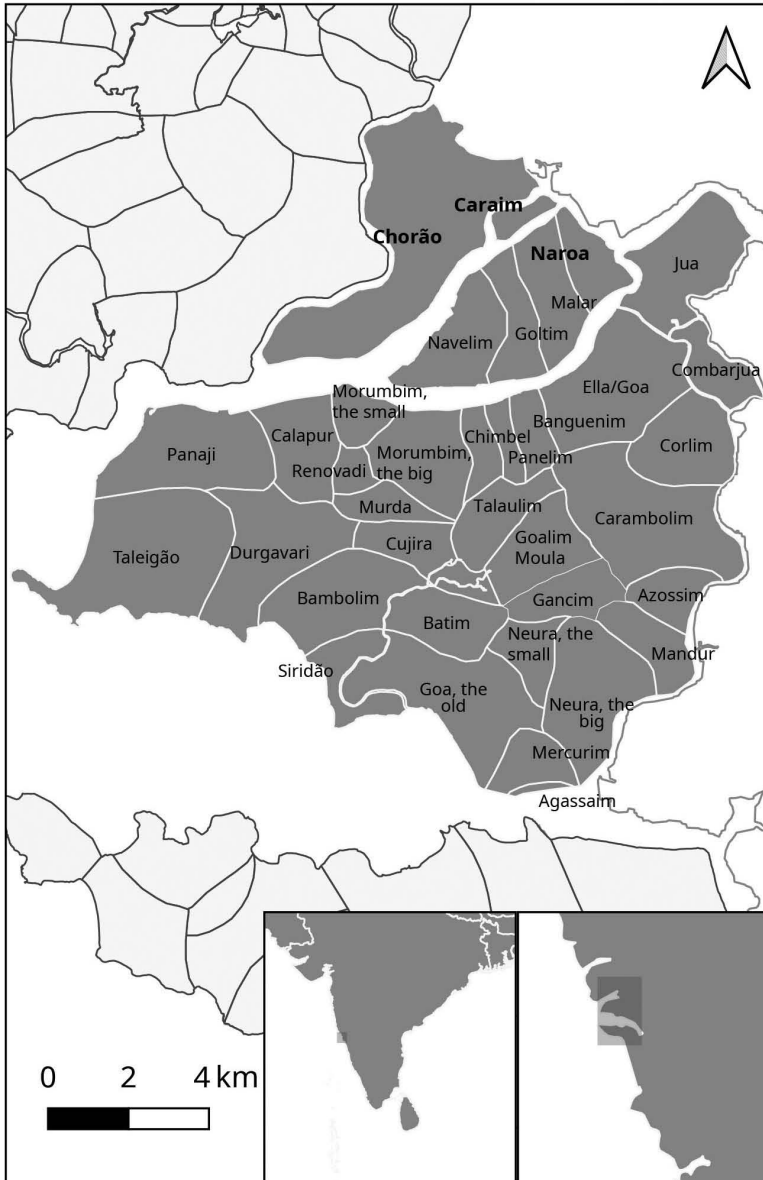 Caraim
Chorão
Naroa
Jua
Malar
Navelim
Goltim
Combarjua
Ella/Goa
Morumbim,
the small
Banguenim
Calapur
Chimbel
Corlim
Panaji
Morumbim,
the big
Panelim
Renovadi
Murda
Talaulim
Carambolim
Goalim
Moula
Cujira
Durgavari
Taleigão
Bambolim
Gancim
Azossim
Batim
Neura, the
small
Mandur
Siridão
Goa, the
old
Neura, the
big
Mercurim
Agassaim
0 2 4 km